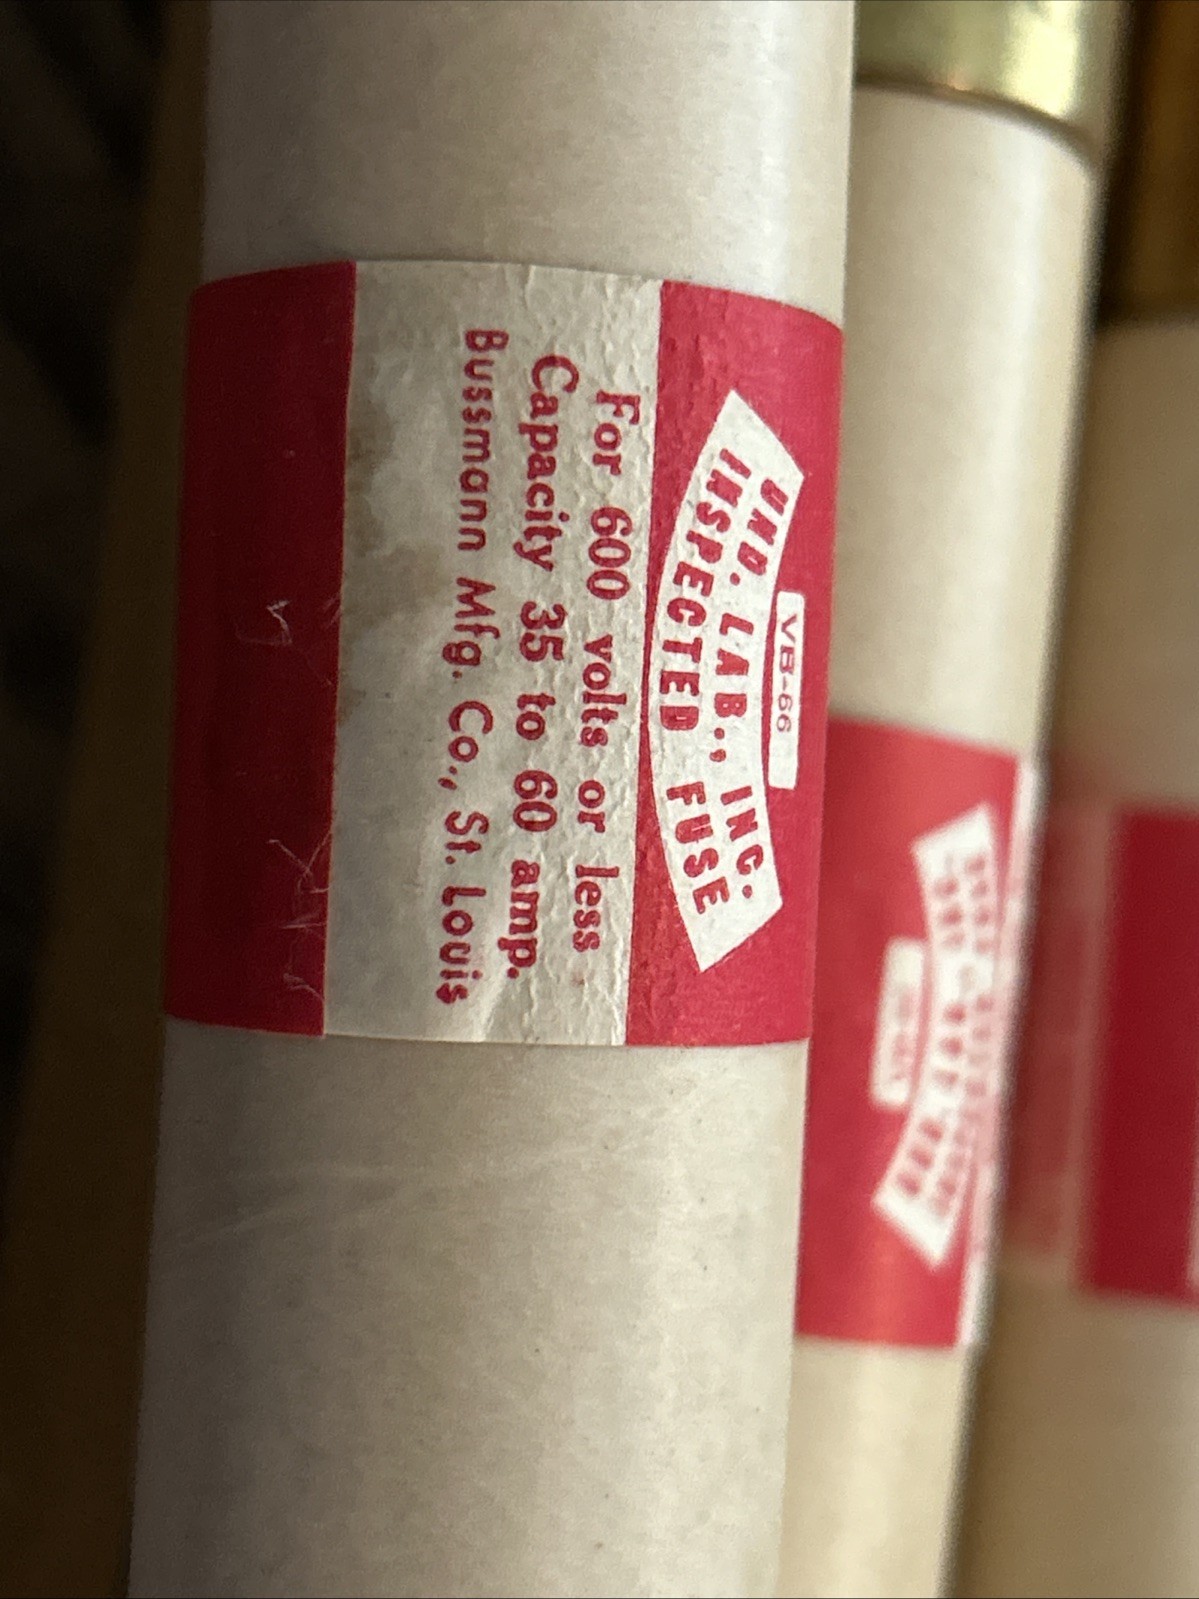 VB-66
UND. LAB., INC.
INSPECTED FUSE
For 600 volts or less
Capacity 35 to 60 amp.
Bussmann Mfg. Co., St. Louis